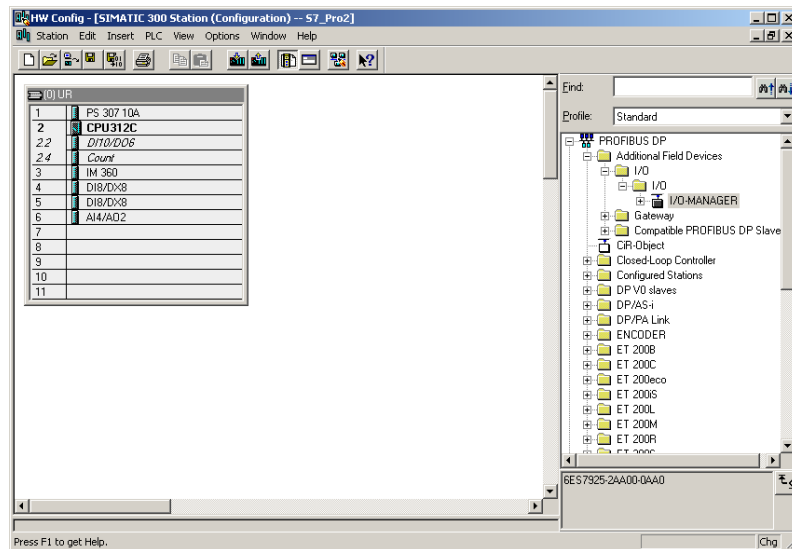 HW Config - [SIMATIC 300 Station (Configuration) -- S7_Pro2]
Station Edit Insert PLC View Options Window Help
(0) UR
1 PS 307 10A
2 CPU312C
2.2 DI10/DO6
2.4 Count
3 IM 360
4 DI8/DX8
5 DI8/DX8
6 AI4/AO2
7
8
9
10
11
Find:
Profile: Standard
PROFIBUS DP
Additional Field Devices
I/O
I/O
I/O-MANAGER
Gateway
Compatible PROFIBUS DP Slave
CiR-Object
Closed-Loop Controller
Configured Stations
DP V0 slaves
DP/AS-i
DP/PA Link
ENCODER
ET 200B
ET 200C
ET 200eco
ET 200iS
ET 200L
ET 200M
ET 200R
6ES7925-2AA00-0AA0
Press F1 to get Help.
Chg